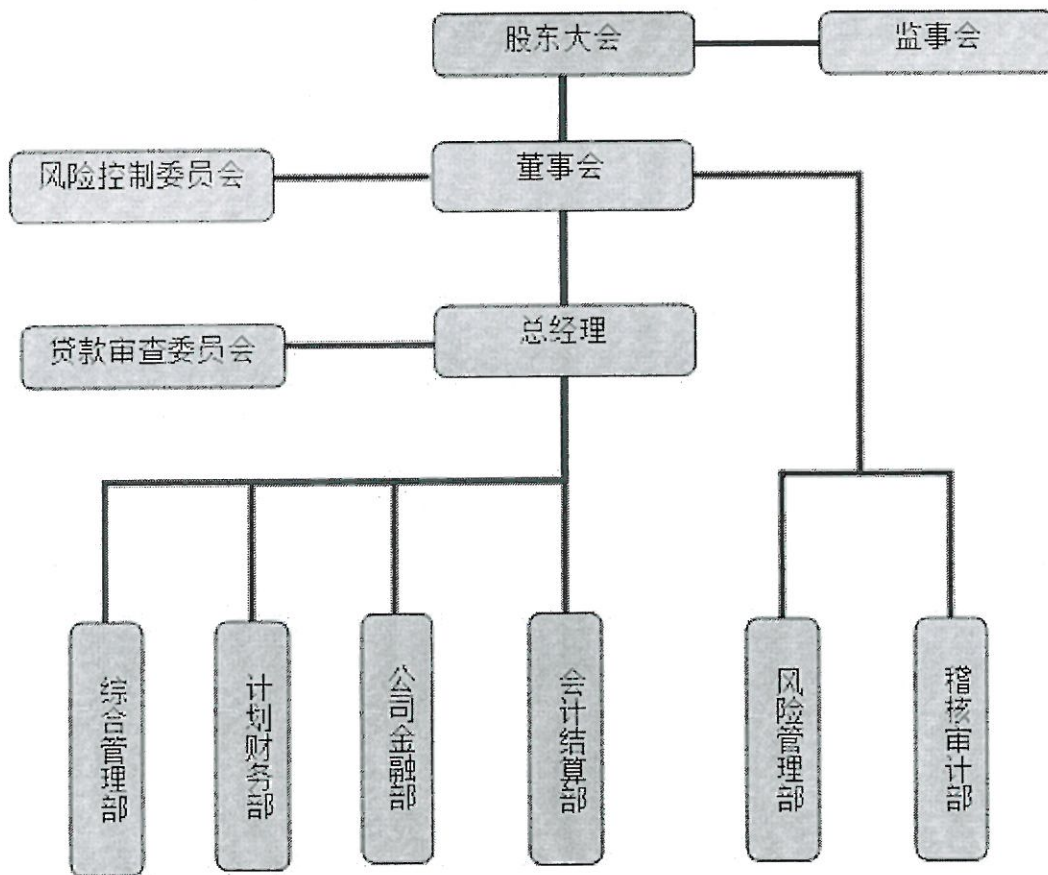 股东大会
监事会
风险控制委员会
董事会
贷款审查委员会
总经理
综合管理部
计划财务部
公司金融部
会计结算部
风险管理部
稽核审计部